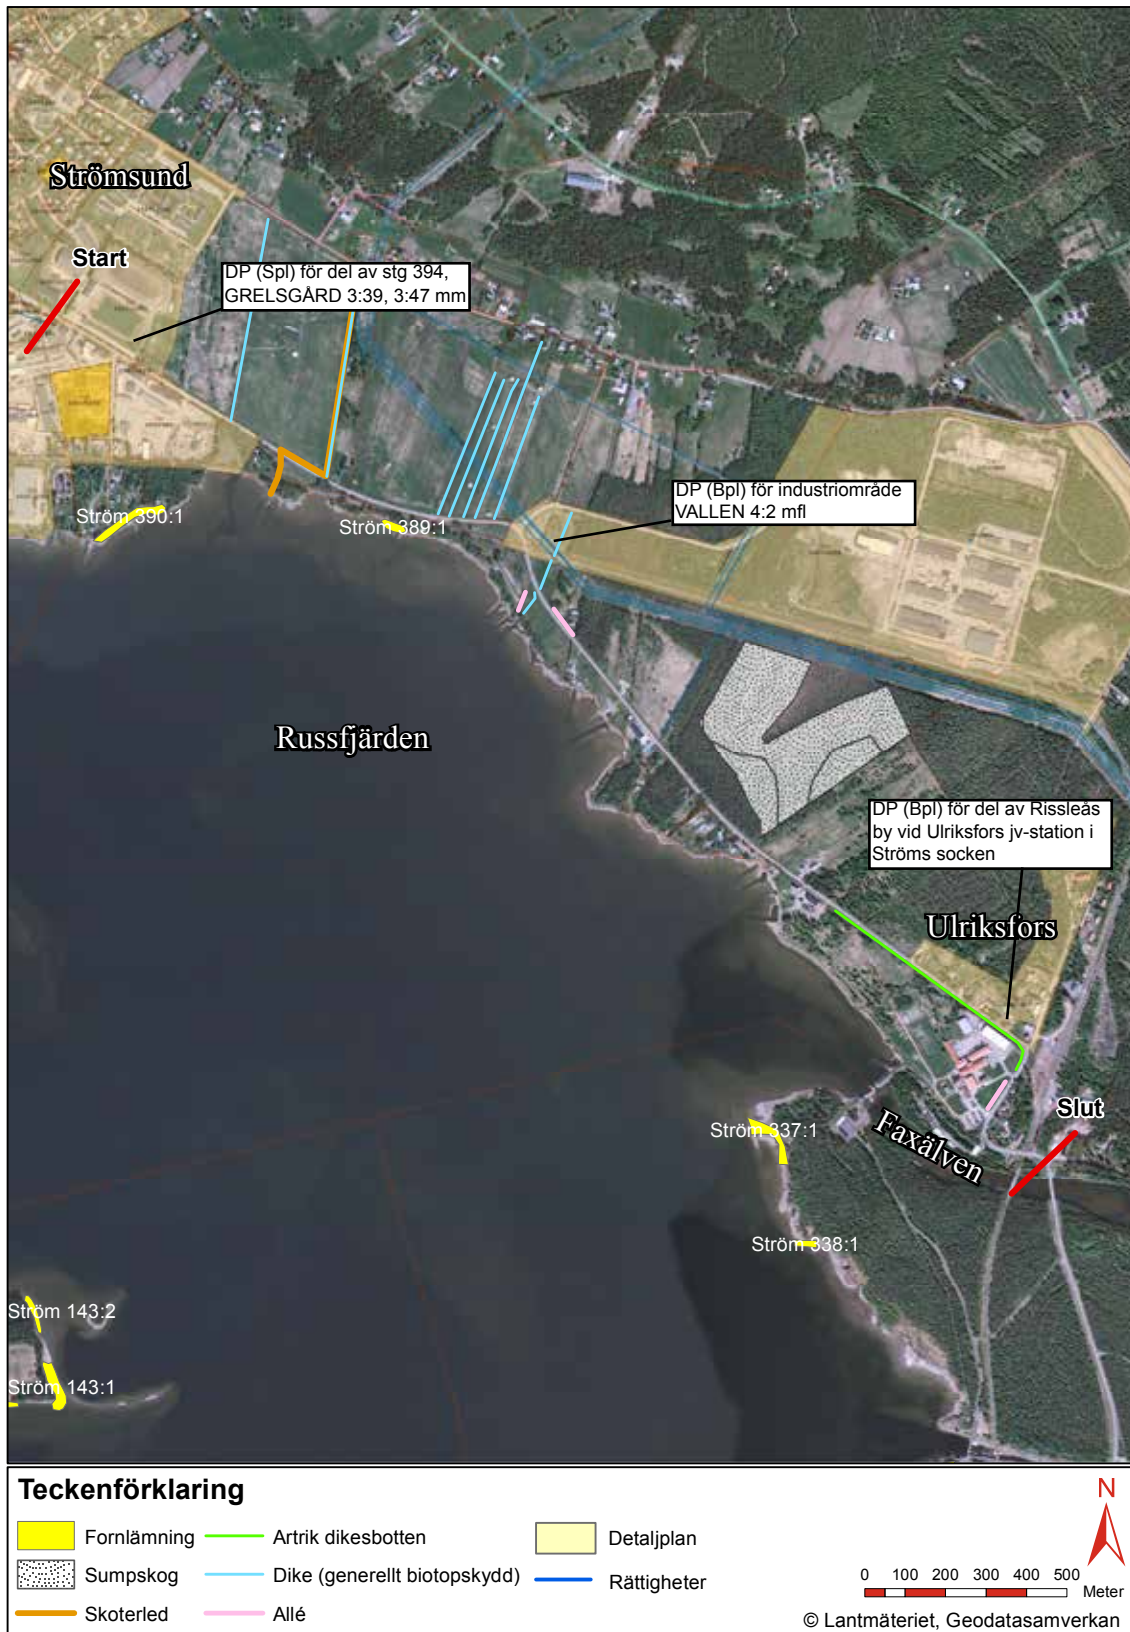 Strömsund
Start
DP (Spl) för del av stg 394,
GRELSGÅRD 3:39, 3:47 mm
DP (Bpl) för industriområde
VALLEN 4:2 mfl
Ström 390:1
Ström 389:1
Russfjärden
DP (Bpl) för del av Rissleås
by vid Ulriksfors jv-station i
Ströms socken
Ulriksfors
Slut
Ström 337:1
Faxälven
Ström 338:1
Ström 143:2
Ström 143:1
Teckenförklaring
Fornlämning
Sumpskog
Skoterled
Artrik dikesbotten
Dike (generellt biotopskydd)
Allé
Detaljplan
Rättigheter
N
0 100 200 300 400 500
Meter
© Lantmäteriet, Geodatasamverkan